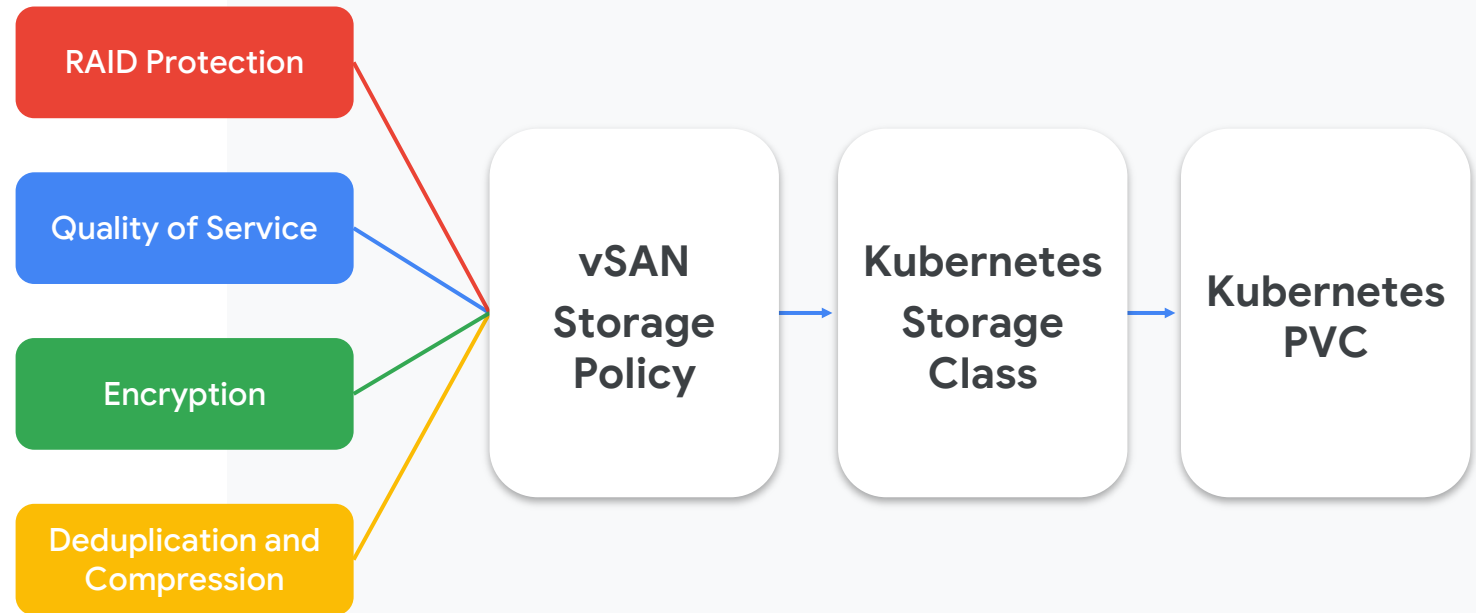 RAID Protection
Quality of Service
Encryption
Deduplication and
Compression
vSAN
Storage
Policy
Kubernetes
Storage
Class
Kubernetes
PVC